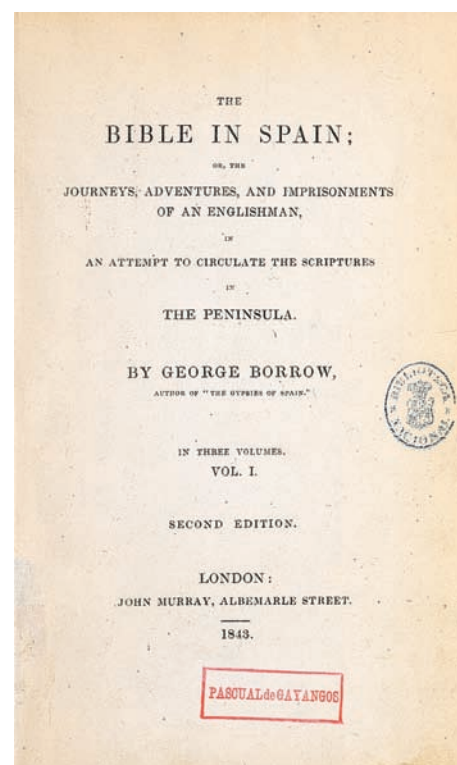 THE
BIBLE IN SPAIN;
OR, THE
JOURNEYS, ADVENTURES, AND IMPRISONMENTS
OF AN ENGLISHMAN,
IN
AN ATTEMPT TO CIRCULATE THE SCRIPTURES
IN
THE PENINSULA.
BY GEORGE BORROW,
AUTHOR OF "THE GYPSIES OF SPAIN."
BIBLIOTECA
NACIONAL
IN THREE VOLUMES.
VOL. I.
SECOND EDITION.
LONDON:
JOHN MURRAY, ALBEMARLE STREET.
1843.
PASCUAL de GAYANGOS